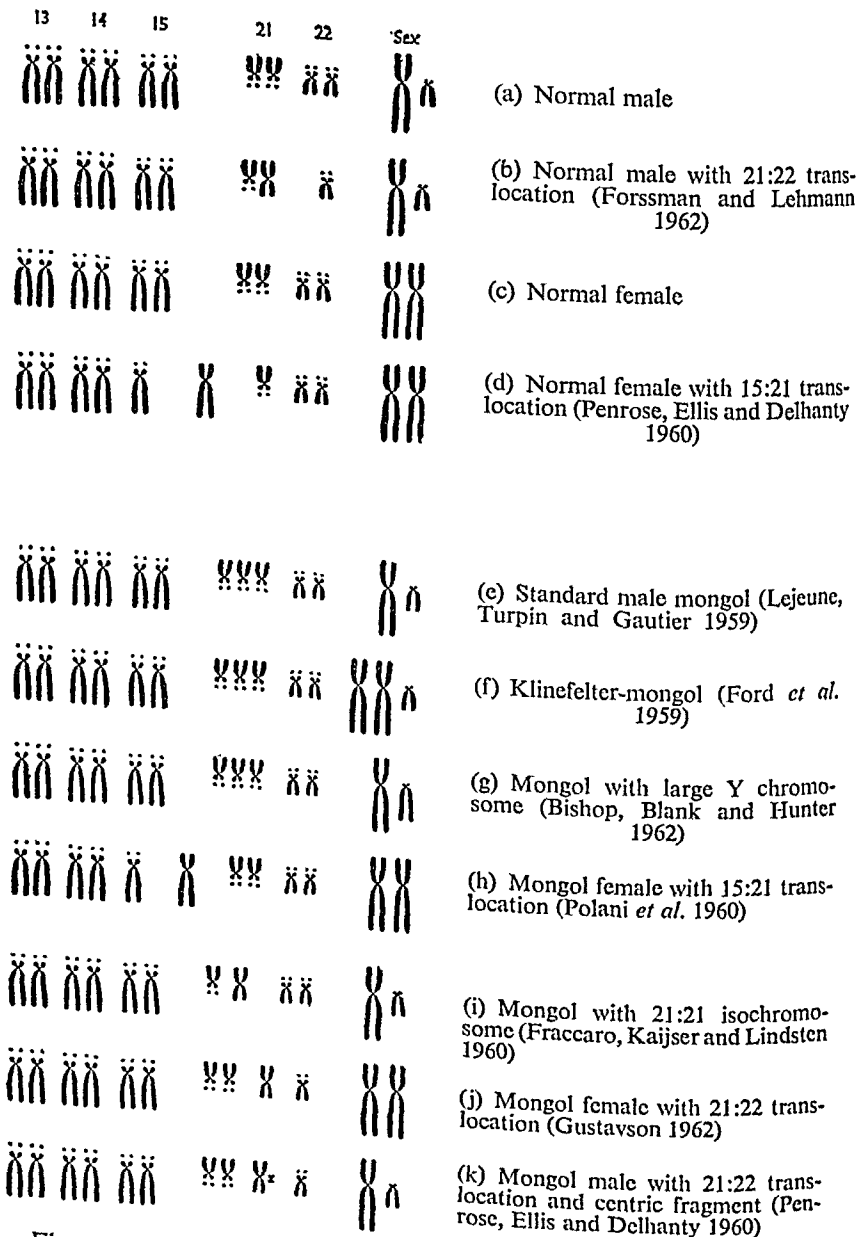 13 14 15 21 22 Sex
(a) Normal male
(b) Normal male with 21:22 trans-
location (Forssman and Lehmann
1962)
(c) Normal female
(d) Normal female with 15:21 trans-
location (Penrose, Ellis and Delhanty
1960)
(e) Standard male mongol (Lejeune,
Turpin and Gautier 1959)
(f) Klinefelter-mongol (Ford et al.
1959)
(g) Mongol with large Y chromo-
some (Bishop, Blank and Hunter
1962)
(h) Mongol female with 15:21 trans-
location (Polani et al. 1960)
(i) Mongol with 21:21 isochromo-
some (Fraccaro, Kaijser and Lindsten
1960)
(j) Mongol female with 21:22 trans-
location (Gustavson 1962)
(k) Mongol male with 21:22 trans-
location and centric fragment (Pen-
rose, Ellis and Delhanty 1960)